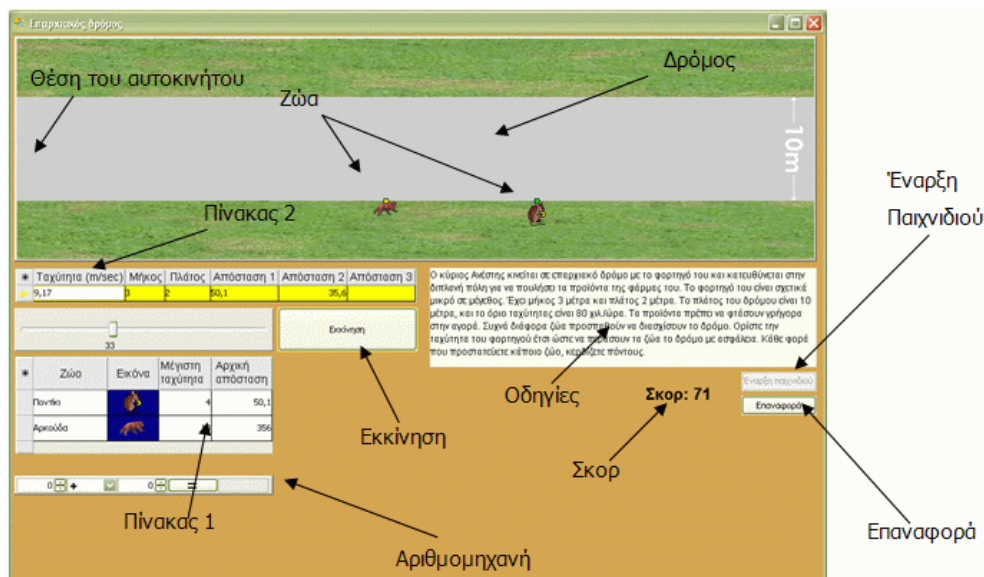 Επαρχιακός δρόμος
Θέση του αυτοκινήτου
Δρόμος
Ζώα
10m
Έναρξη
Παιχνιδιού
Πίνακας 2
Ταχύτητα (m/sec) Μήκος Πλάτος Απόσταση 1 Απόσταση 2 Απόσταση 3
9,17 3 2 50,1 35,6
33
Εκκίνηση
Ο κύριος Ανέστης κινείται σε επαρχιακό δρόμο με το φορτηγό του και κατευθύνεται στην
διπλανή πόλη για να πουλήσει τα προϊόντα της φάρμες του. Το φορτηγό του είναι σχετικά
μικρό σε μέγεθος. Έχει μήκος 3 μέτρα και πλάτος 2 μέτρα. Το πλάτος του δρόμου είναι 10
μέτρα, και το όριο ταχύτητας είναι 80 χιλ/ώρα. Τα προϊόντα πρέπει να φτάσουν γρήγορα
στην αγορά. Συχνά διάφορα ζώα προσπαθούν να διασχίσουν το δρόμο. Ορίστε την
ταχύτητα του φορτηγού έτσι ώστε να περάσουν τα ζώα το δρόμο με ασφάλεια. Κάθε φορά
που προστατεύετε κάποιο ζώο, κερδίζετε πόντους.
Ζώο Εικόνα Μέγιστη ταχύτητα Αρχική απόσταση
Ποντίκι 4 50,1
Αρκούδα 356
Εκκίνηση
Οδηγίες
Σκορ: 71
Έναρξη παιχνιδιού
Επαναφορά
Σκορ
0 + 0 =
Πίνακας 1
Αριθμομηχανή
Επαναφορά